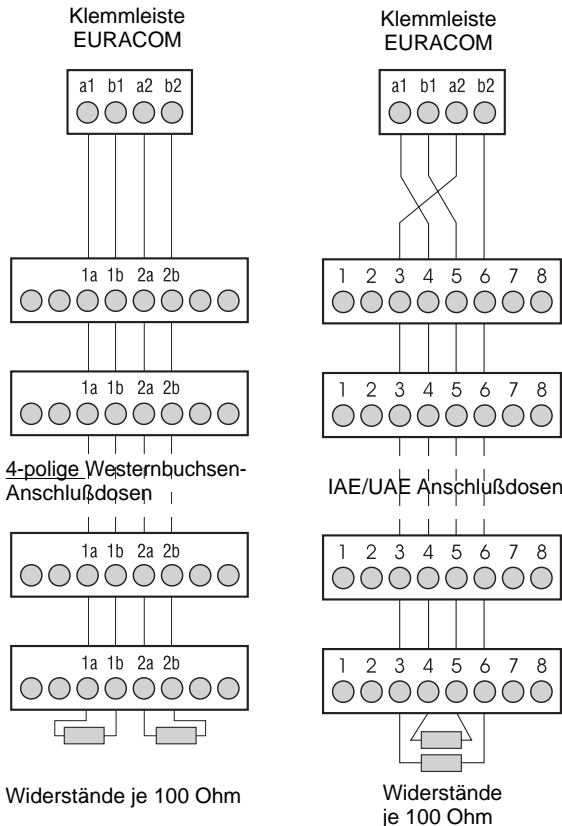 Klemmleiste
EURACOM
a1 b1 a2 b2
1a 1b 2a 2b
1a 1b 2a 2b
4-polige Westernbuchsen-
Anschlußdosen
1a 1b 2a 2b
1a 1b 2a 2b
Widerstände je 100 Ohm
Klemmleiste
EURACOM
a1 b1 a2 b2
1 2 3 4 5 6 7 8
1 2 3 4 5 6 7 8
IAE/UAE Anschlußdosen
1 2 3 4 5 6 7 8
1 2 3 4 5 6 7 8
Widerstände
je 100 Ohm